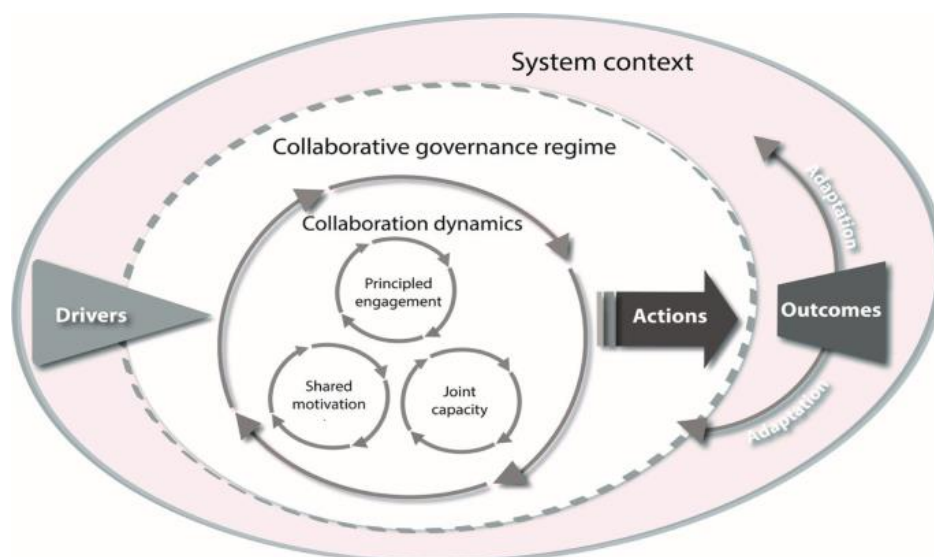 System context
Collaborative governance regime
Adaptation
Collaboration dynamics
Principled
engagement
Drivers
Actions
Outcomes
Shared
motivation
Joint
capacity
Adaptation